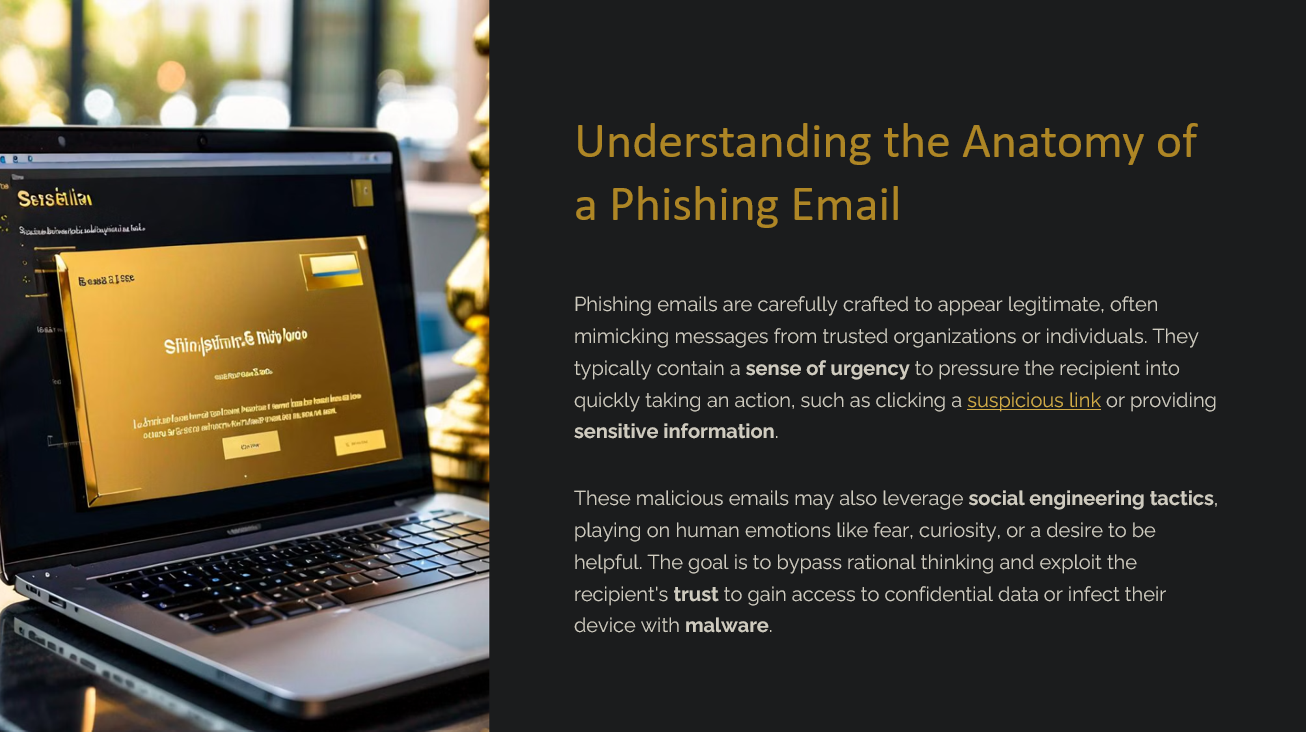 Understanding the Anatomy of
a Phishing Email
Phishing emails are carefully crafted to appear legitimate, often
mimicking messages from trusted organizations or individuals. They
typically contain a sense of urgency to pressure the recipient into
quickly taking an action, such as clicking a suspicious link or providing
sensitive information.
These malicious emails may also leverage social engineering tactics,
playing on human emotions like fear, curiosity, or a desire to be
helpful. The goal is to bypass rational thinking and exploit the
recipient's trust to gain access to confidential data or infect their
device with malware.